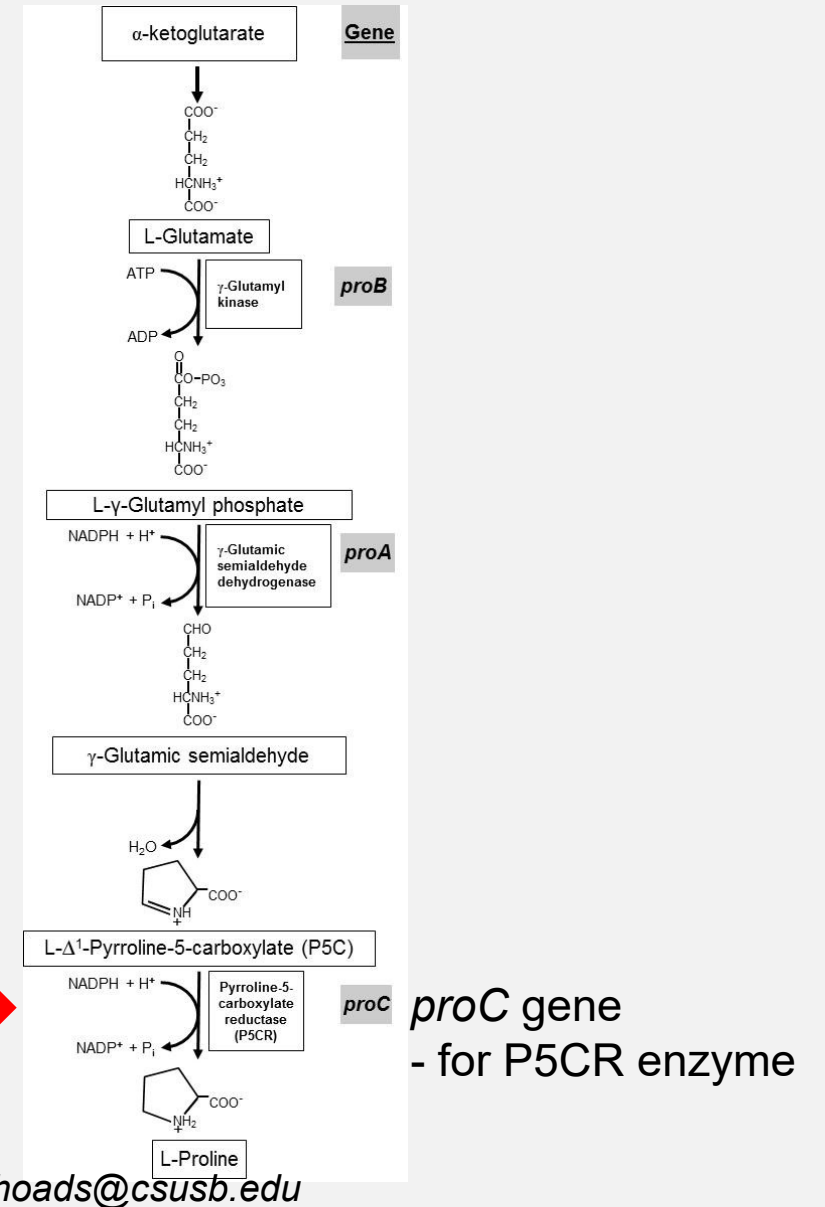 α-ketoglutarate
Gene
COO⁻
CH₂
CH₂
HCNH₃⁺
COO⁻
L-Glutamate
ATP
γ-Glutamyl
kinase
proB
ADP
O
CO–PO₃
CH₂
CH₂
HCNH₃⁺
COO⁻
L-γ-Glutamyl phosphate
NADPH + H⁺
γ-Glutamic
semialdehyde
dehydrogenase
proA
NADP⁺ + Pᵢ
CHO
CH₂
CH₂
HCNH₃⁺
COO⁻
γ-Glutamic semialdehyde
H₂O
COO⁻
NH
+
L-Δ¹-Pyrroline-5-carboxylate (P5C)
NADPH + H⁺
Pyrroline-5-
carboxylate
reductase
(P5CR)
proC
proC gene
- for P5CR enzyme
NADP⁺ + Pᵢ
COO⁻
NH₂
+
L-Proline
hoads@csusb.edu